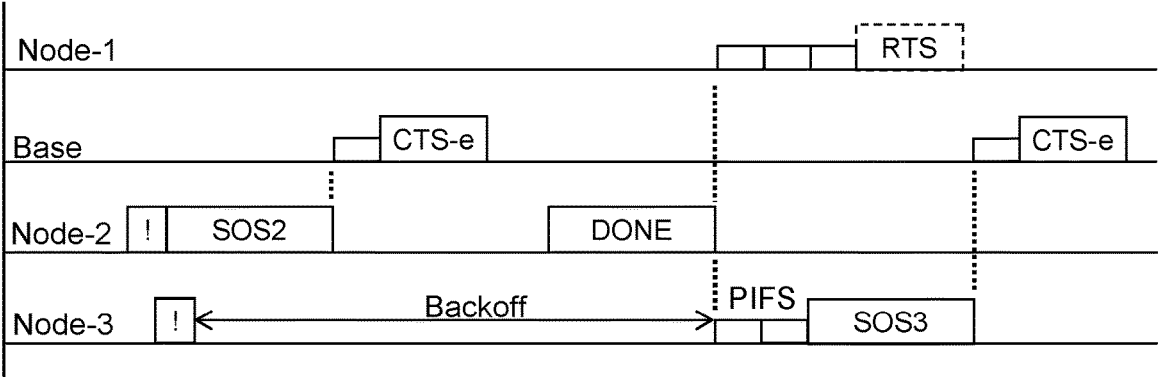 Node-1 RTS
Base CTS-e CTS-e
Node-2 ! SOS2 DONE
Node-3 ! Backoff PIFS SOS3